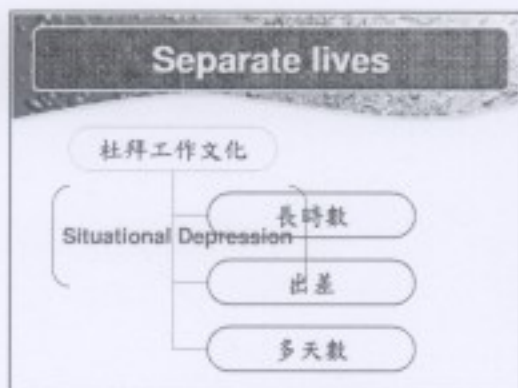 Separate lives
杜拜工作文化
長時數
Situational Depression
出差
多天數